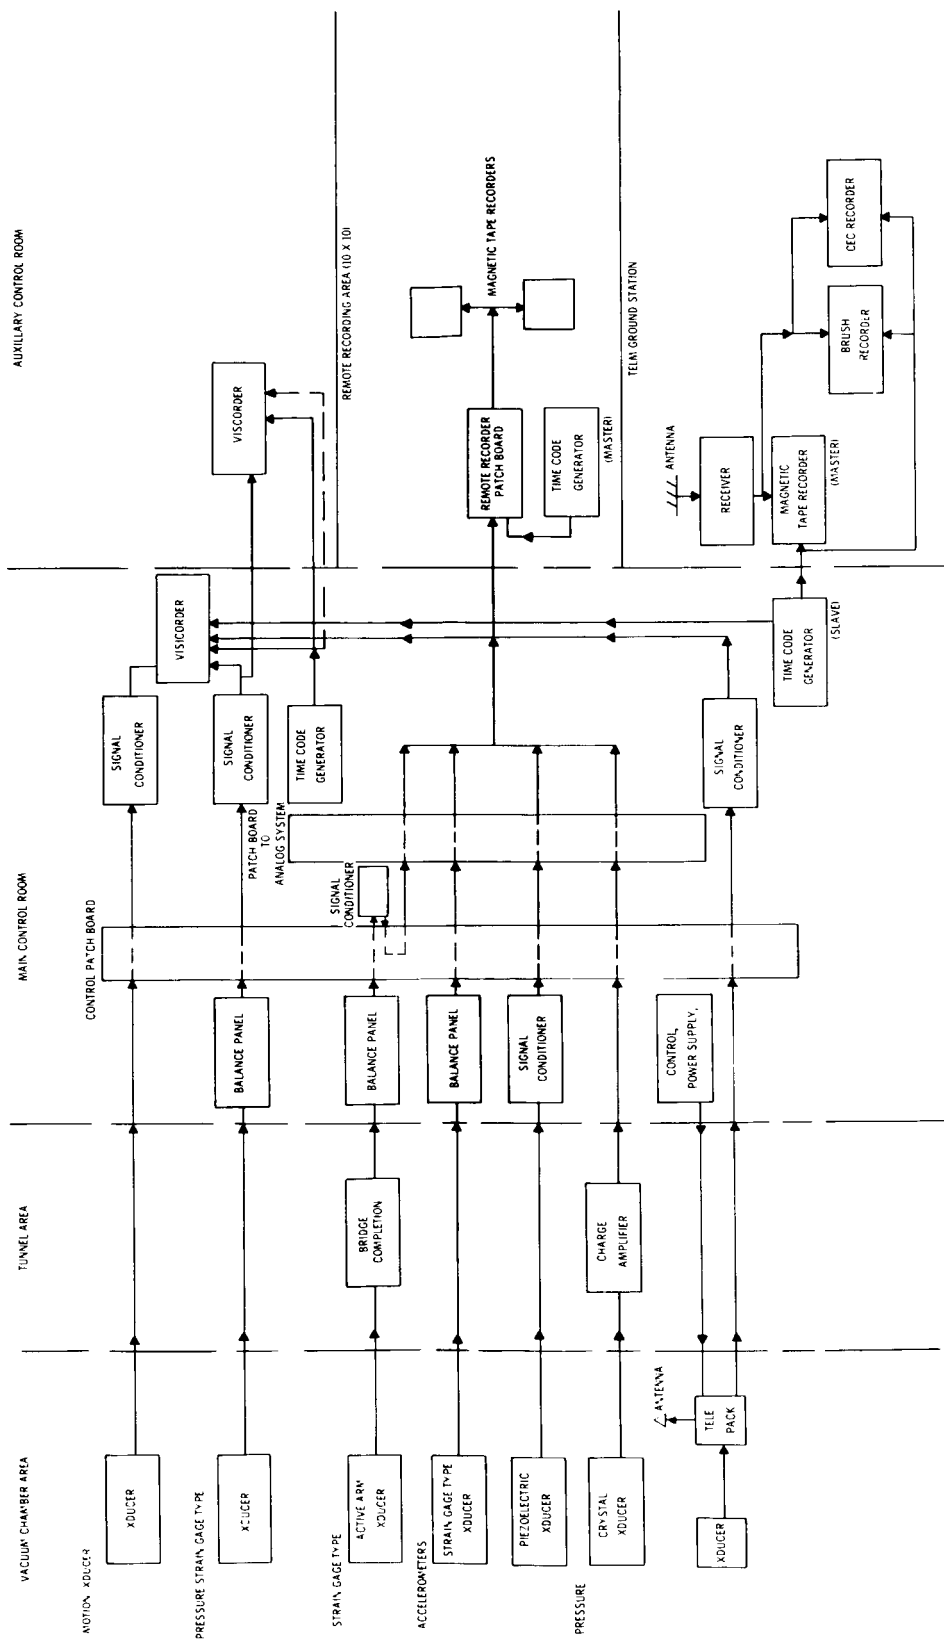 VACUUM CHAMBER AREA
TUNNEL AREA
MAIN CONTROL ROOM
AUXILLARY CONTROL ROOM
MOTION XDUCER
XDUCER
CONTROL PATCH BOARD
SIGNAL
CONDITIONER
VISICORDER
PRESSURE STRAIN GAGE TYPE
XDUCER
BALANCE PANEL
SIGNAL
CONDITIONER
VISCORDER
PATCH BOARD
TO
ANALOG SYSTEM
TIME CODE
GENERATOR
REMOTE RECORDING AREA (10 X 10)
STRAIN GAGE TYPE
ACTIVE ARM
XDUCER
BRIDGE
COMPLETION
BALANCE PANEL
SIGNAL
CONDITIONER
ACCELEROMETERS
STRAIN GAGE TYPE
XDUCER
BALANCE PANEL
REMOTE RECORDER
PATCH BOARD
MAGNETIC TAPE RECORDERS
PIEZOELECTRIC
XDUCER
SIGNAL
CONDITIONER
TIME CODE
GENERATOR
(MASTER)
PRESSURE
CRYSTAL
XDUCER
CHARGE
AMPLIFIER
TELM GROUND STATION
XDUCER
ANTENNA
TELE
PACK
CONTROL,
POWER SUPPLY,
SIGNAL
CONDITIONER
ANTENNA
RECEIVER
TIME CODE
GENERATOR
(SLAVE)
MAGNETIC
TAPE RECORDER
(MASTER)
BRUSH
RECORDER
CEC RECORDER